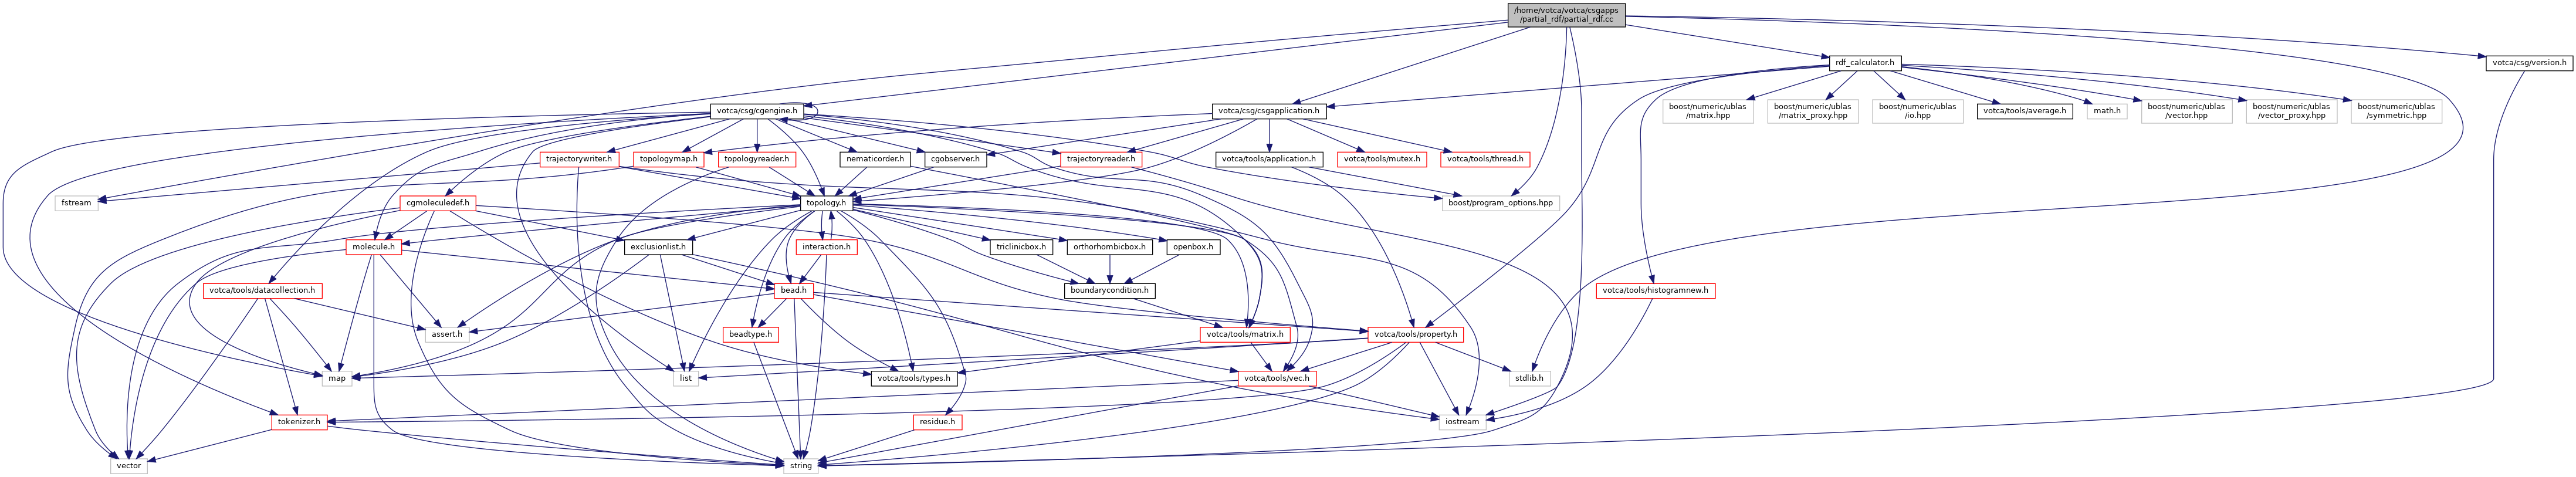 /home/votca/votca/csgapps
/partial_rdf/partial_rdf.cc
rdf_calculator.h
votca/csg/version.h
votca/csg/cgengine.h
votca/csg/csgapplication.h
boost/numeric/ublas
/matrix.hpp
boost/numeric/ublas
/matrix_proxy.hpp
boost/numeric/ublas
/io.hpp
votca/tools/average.h
math.h
boost/numeric/ublas
/vector.hpp
boost/numeric/ublas
/vector_proxy.hpp
boost/numeric/ublas
/symmetric.hpp
trajectorywriter.h
topologymap.h
topologyreader.h
nematicorder.h
cgobserver.h
trajectoryreader.h
votca/tools/application.h
votca/tools/mutex.h
votca/tools/thread.h
fstream
cgmoleculedef.h
topology.h
boost/program_options.hpp
molecule.h
exclusionlist.h
interaction.h
triclinicbox.h
orthorhombicbox.h
openbox.h
votca/tools/datacollection.h
bead.h
boundarycondition.h
votca/tools/histogramnew.h
assert.h
beadtype.h
votca/tools/matrix.h
votca/tools/property.h
map
list
votca/tools/types.h
votca/tools/vec.h
stdlib.h
tokenizer.h
residue.h
iostream
vector
string